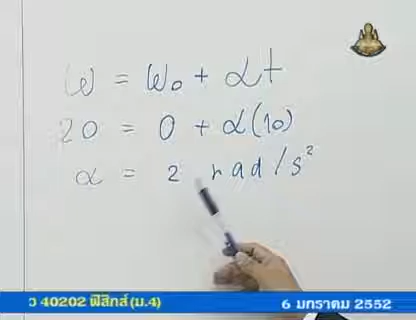 ω = ω₀ + αt
20 = 0 + α(10)
α = 2 rad/s²
ว 40202 ฟิสิกส์ (ม.4) 6 มกราคม 2552